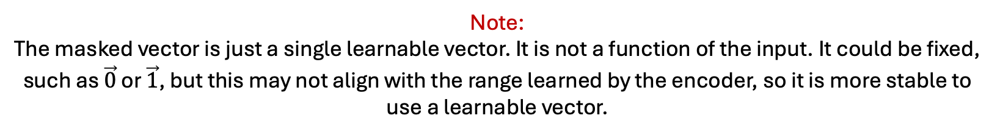 Note:
The masked vector is just a single learnable vector. It is not a function of the input. It could be fixed,
such as $\vec{0}$ or $\vec{1}$, but this may not align with the range learned by the encoder, so it is more stable to
use a learnable vector.